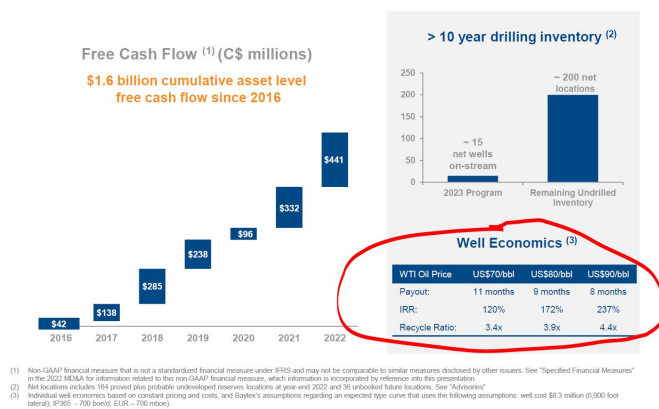 Free Cash Flow (1) (C$ millions)
$1.6 billion cumulative asset level
free cash flow since 2016
$42
$138
$285
$238
$96
$332
$441
2016 2017 2018 2019 2020 2021 2022
> 10 year drilling inventory (2)
250
200
150
100
50
0
~ 15
net wells
on-stream
~ 200 net
locations
2023 Program
Remaining Undrilled
Inventory
Well Economics (3)
WTI Oil Price US$70/bbl US$80/bbl US$90/bbl
Payout: 11 months 9 months 8 months
IRR: 120% 172% 237%
Recycle Ratio: 3.4x 3.9x 4.4x
(1) Non-GAAP financial measure that is not a standardized financial measure under IFRS and may not be comparable to similar measures disclosed by other issuers. See "Specified Financial Measures"
in the 2022 MD&A for information related to this non-GAAP financial measure, which information is incorporated by reference into this presentation.
(2) Net locations includes 164 proved plus probable undeveloped reserves locations at year-end 2022 and 36 unbooked future locations. See "Advisories"
(3) Individual well economics based on constant pricing and costs, and Baytex's assumptions regarding an expected type curve that uses the following assumptions: well cost $8.3 million (6,000 foot
lateral); IP365 - 700 boe/d; EUR – 700 mboe).